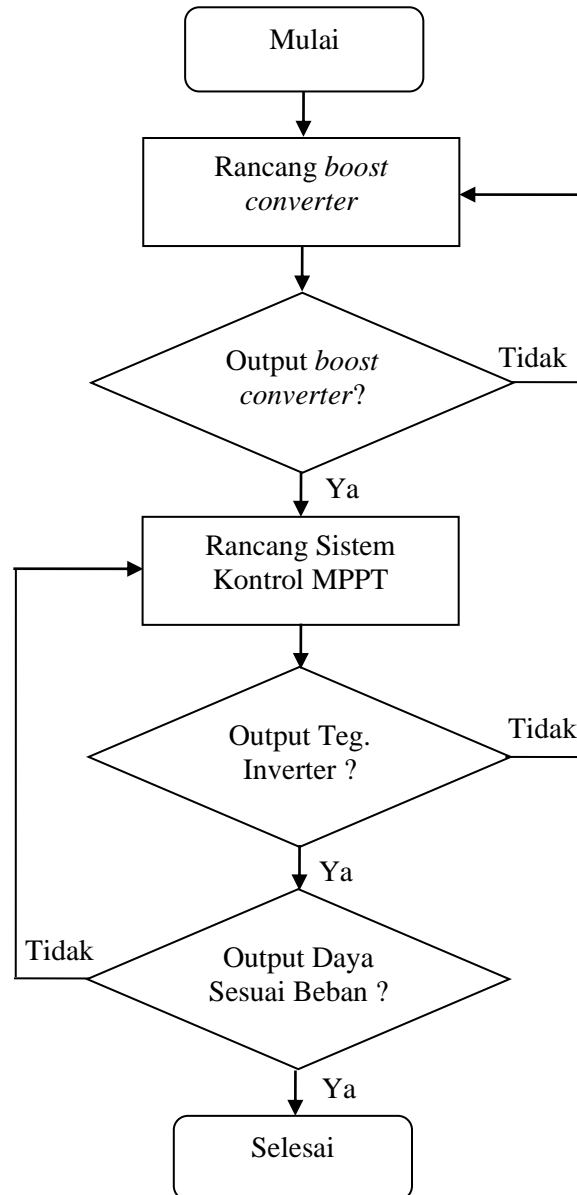 Mulai
Rancang boost
converter
Output boost
converter?
Tidak
Ya
Rancang Sistem
Kontrol MPPT
Output Teg.
Inverter ?
Tidak
Ya
Output Daya
Sesuai Beban ?
Tidak
Ya
Selesai